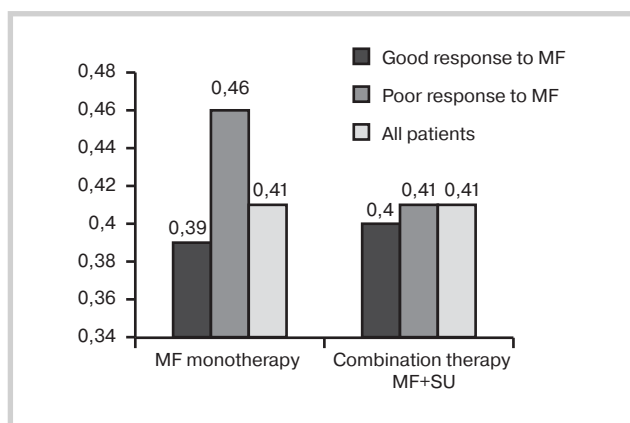 Good response to MF
Poor response to MF
All patients
0,48
0,46
0,44
0,42
0,4
0,38
0,36
0,34
0,39
0,46
0,41
0,4
0,41
0,41
MF monotherapy
Combination therapy
MF+SU